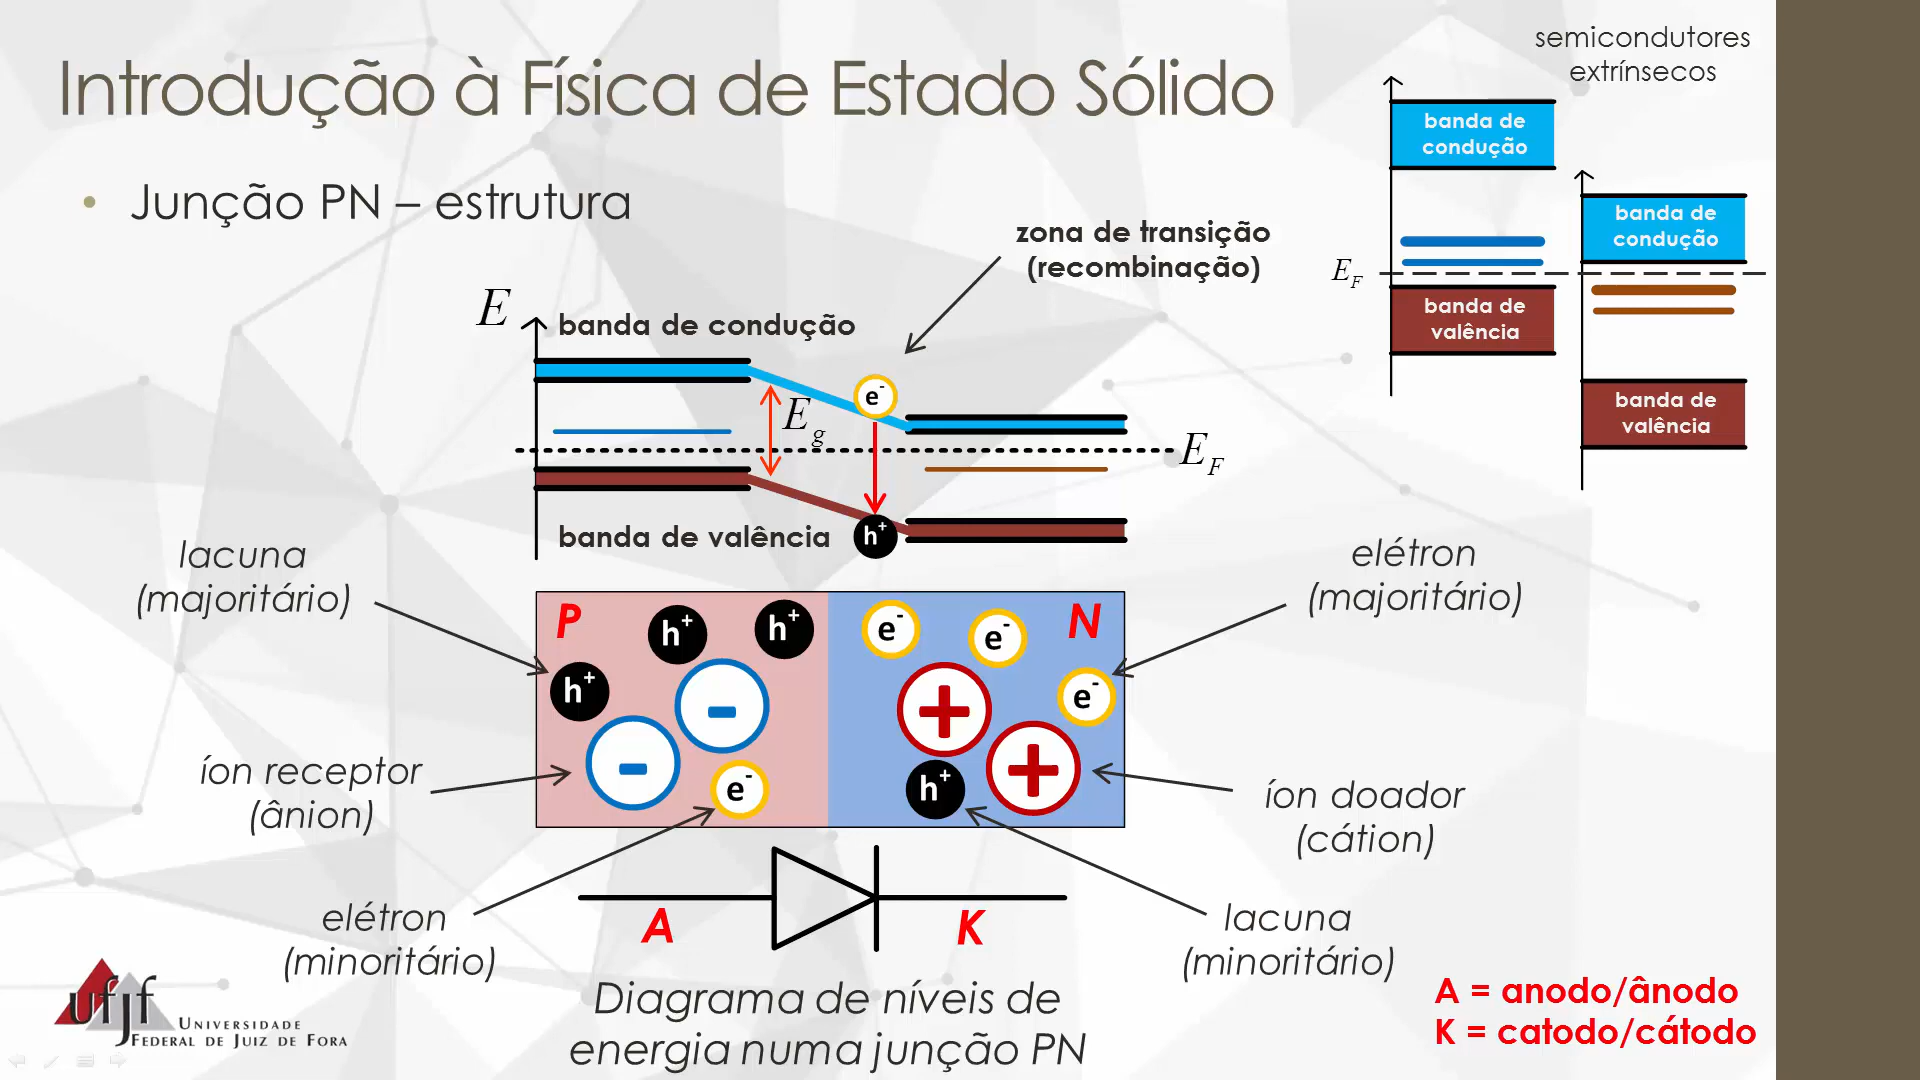 semicondutores
extrínsecos
Introdução à Física de Estado Sólido
banda de
condução
banda de
condução
E_F
banda de
valência
banda de
valência
• Junção PN – estrutura
zona de transição
(recombinação)
E
banda de condução
e-
E_g
E_F
banda de valência
h+
lacuna
(majoritário)
elétron
(majoritário)
P
h+
h+
e-
e-
N
h+
-
+
e-
-
+
e-
h+
íon receptor
(ânion)
íon doador
(cátion)
elétron
(minoritário)
A
K
lacuna
(minoritário)
Diagrama de níveis de
energia numa junção PN
A = anodo/ânodo
K = catodo/cátodo
ufjf
UNIVERSIDADE
FEDERAL DE JUIZ DE FORA